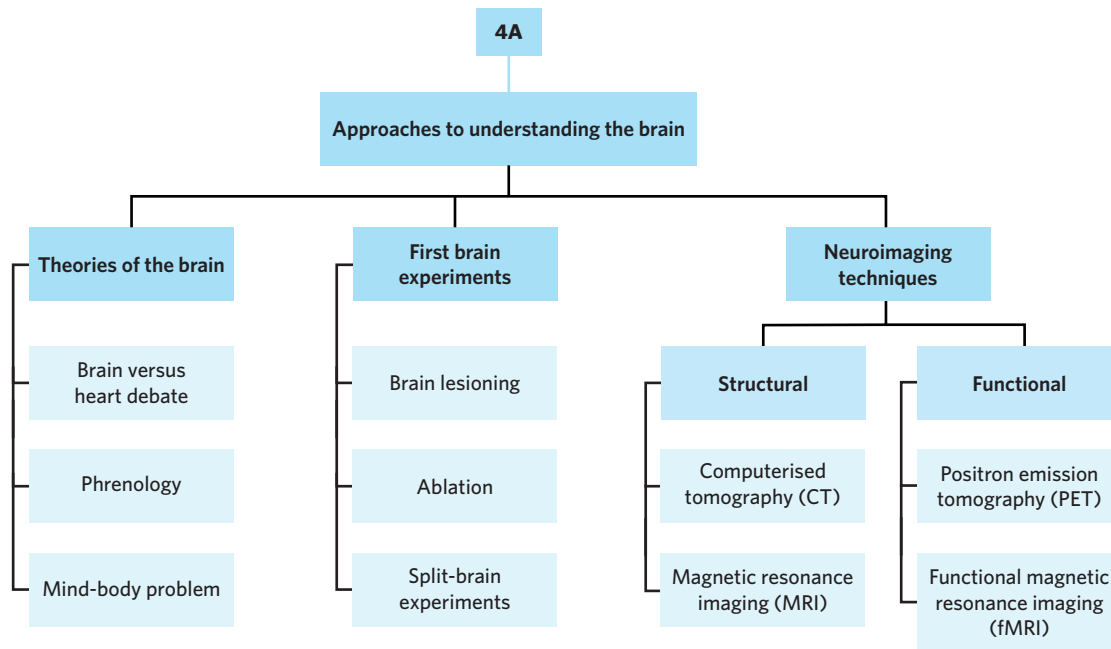 4A
Approaches to understanding the brain
Theories of the brain
Brain versus
heart debate
Phrenology
Mind-body problem
First brain
experiments
Brain lesioning
Ablation
Split-brain
experiments
Neuroimaging
techniques
Structural
Computerised
tomography (CT)
Magnetic resonance
imaging (MRI)
Functional
Positron emission
tomography (PET)
Functional magnetic
resonance imaging
(fMRI)